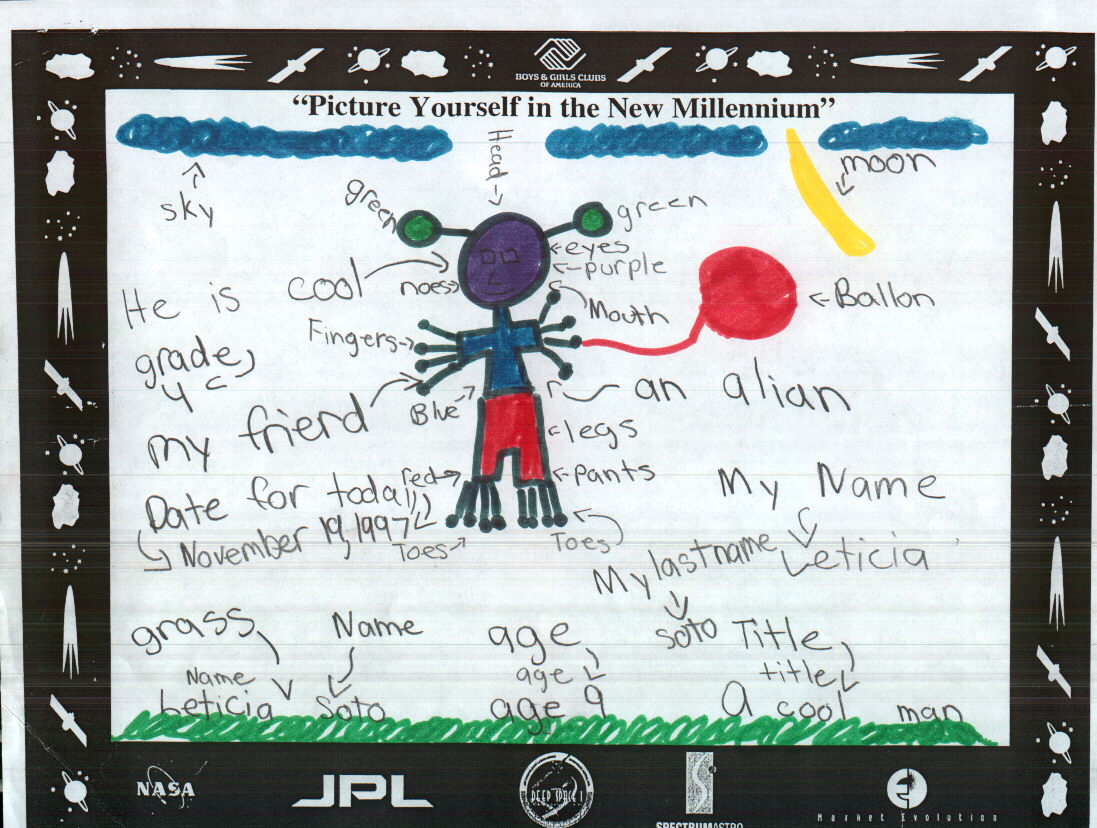 BOYS & GIRLS CLUBS
OF AMERICA
"Picture Yourself in the New Millennium"
Head
sky
moon
green
green
eyes
purple
cool
noes
Mouth
Ballon
Fingers
He is
grade
4
my frierd
Blue
an alian
legs
red
pants
My Name
Leticia
Date for today
November 19, 1997
Toes
Toes
My lastname
soto
grass
Name
age
Title
Name
age
title
Leticia Soto
age 9
A cool man
NASA
JPL
DEEP SPACE 1
SPECTRUMASTRO
Market Evolution